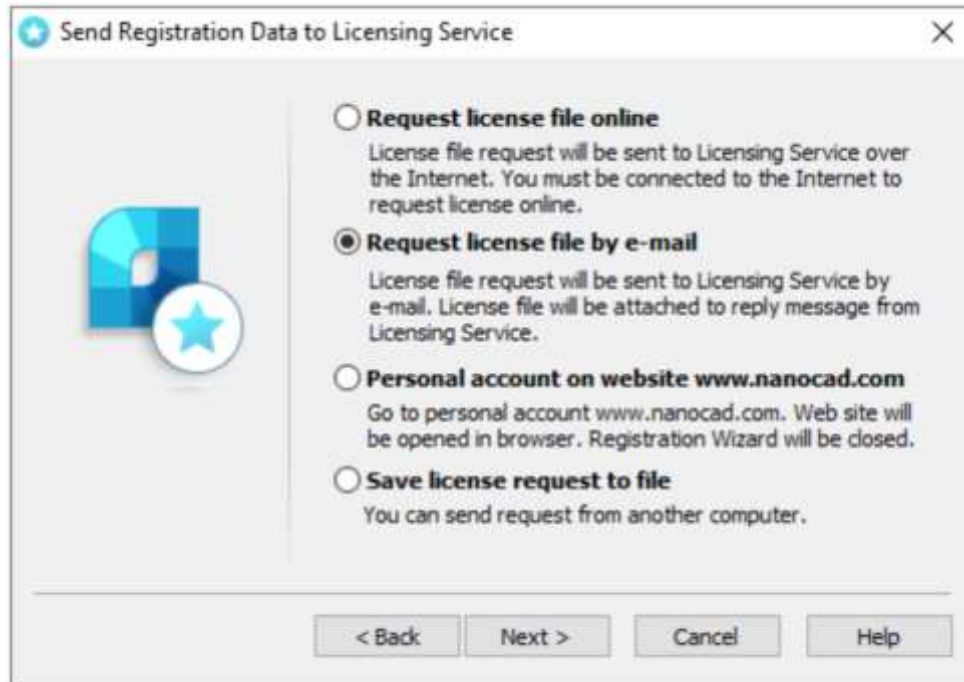 Send Registration Data to Licensing Service
Request license file online
License file request will be sent to Licensing Service over
the Internet. You must be connected to the Internet to
request license online.
Request license file by e-mail
License file request will be sent to Licensing Service by
e-mail. License file will be attached to reply message from
Licensing Service.
Personal account on website www.nanocad.com
Go to personal account www.nanocad.com. Web site will
be opened in browser. Registration Wizard will be closed.
Save license request to file
You can send request from another computer.
< Back Next > Cancel Help